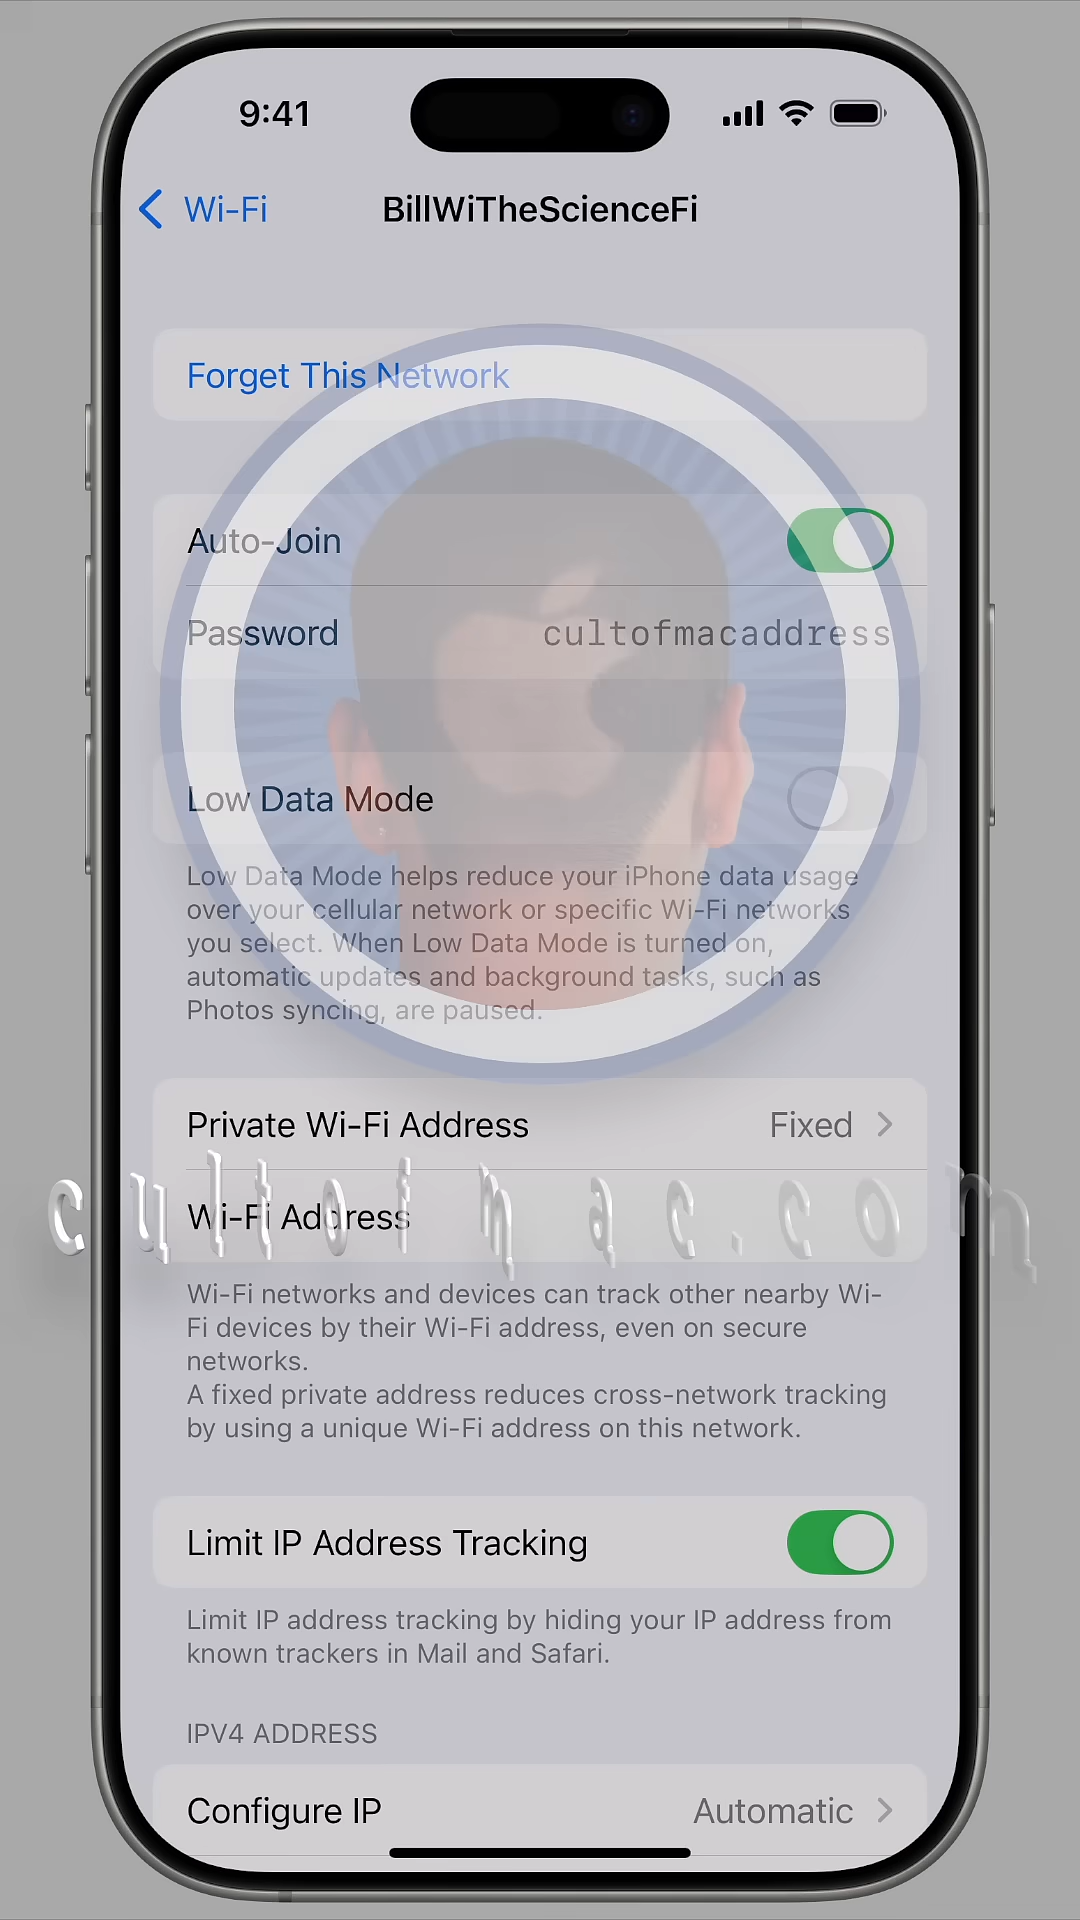 9:41
Wi-Fi
BillWiTheScienceFi
Forget This Network
Auto-Join
Password cultofmacaddress
Low Data Mode
Low Data Mode helps reduce your iPhone data usage
over your cellular network or specific Wi-Fi networks
you select. When Low Data Mode is turned on,
automatic updates and background tasks, such as
Photos syncing, are paused.
Private Wi-Fi Address Fixed
cultofmac.com
Wi-Fi Address
Wi-Fi networks and devices can track other nearby Wi-
Fi devices by their Wi-Fi address, even on secure
networks.
A fixed private address reduces cross-network tracking
by using a unique Wi-Fi address on this network.
Limit IP Address Tracking
Limit IP address tracking by hiding your IP address from
known trackers in Mail and Safari.
IPV4 ADDRESS
Configure IP Automatic